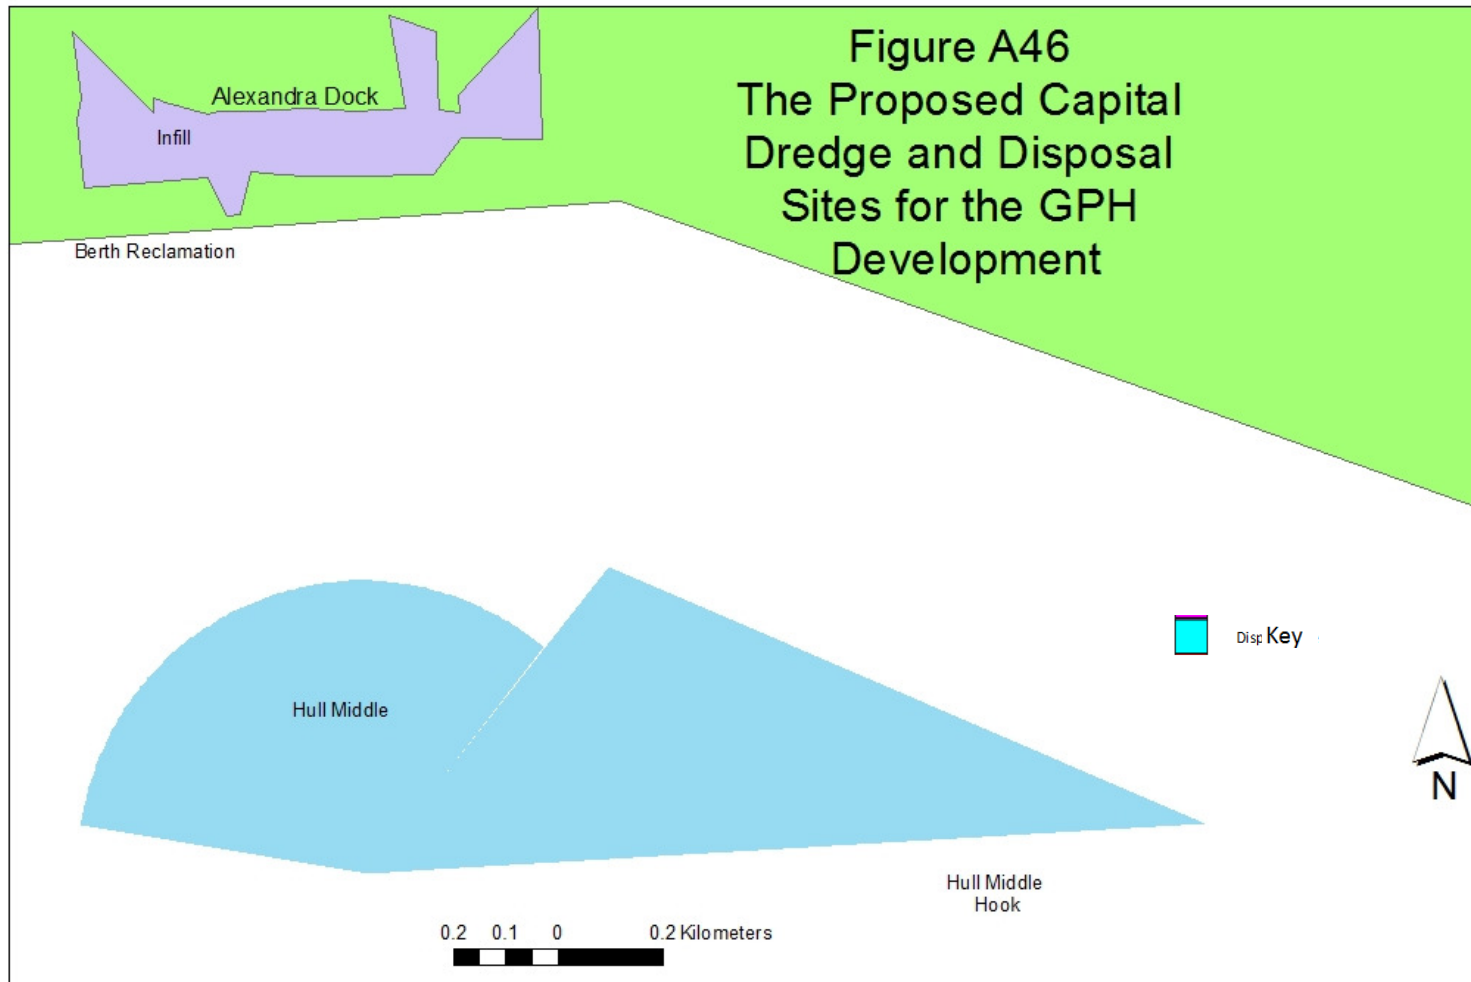 Figure A46
The Proposed Capital
Dredge and Disposal
Sites for the GPH
Development
Alexandra Dock
Infill
Berth Reclamation
Hull Middle
Key
N
Hull Middle
Hook
0.2 0.1 0 0.2 Kilometers